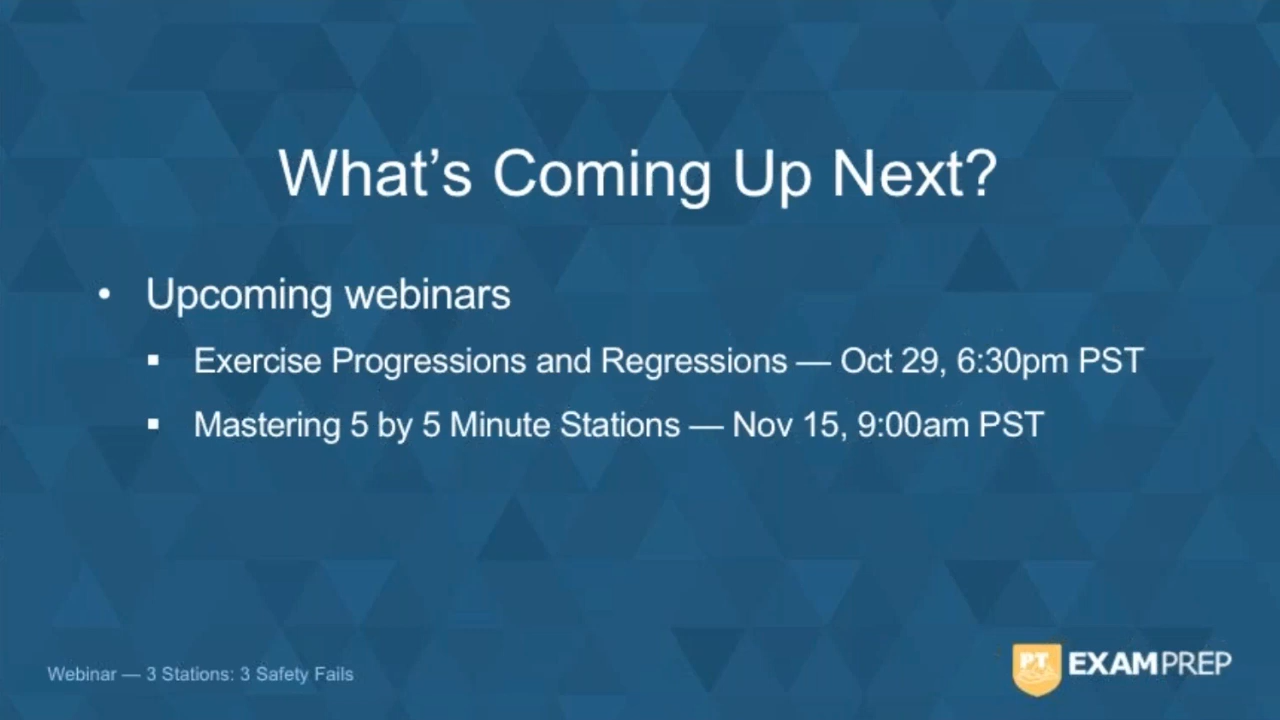 What’s Coming Up Next?
• Upcoming webinars
▪ Exercise Progressions and Regressions — Oct 29, 6:30pm PST
▪ Mastering 5 by 5 Minute Stations — Nov 15, 9:00am PST
Webinar — 3 Stations: 3 Safety Fails
PT EXAMPREP